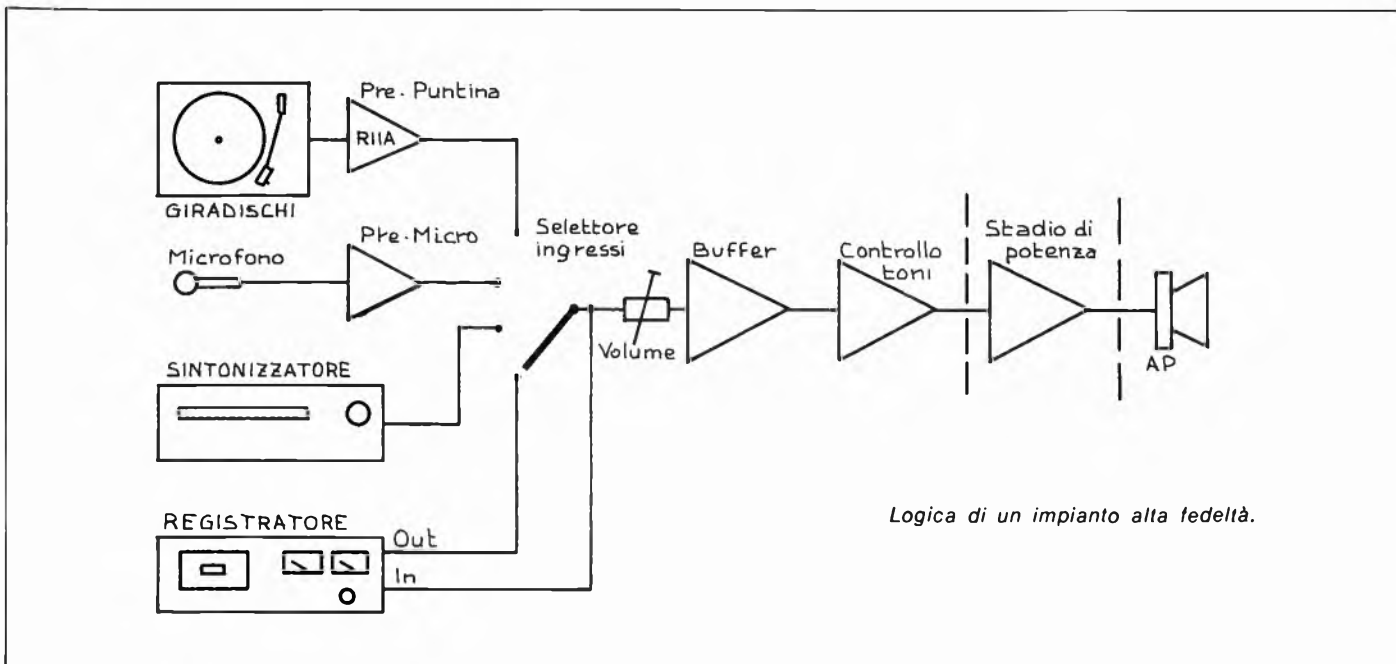 Pre. Puntina
RIIA
GIRADISCHI
Microfono
Pre. Micro
Selettore
ingressi
Volume
Buffer
Controllo
toni
Stadio di
potenza
AP
SINTONIZZATORE
REGISTRATORE
Out
In
Logica di un impianto alta fedeltà.